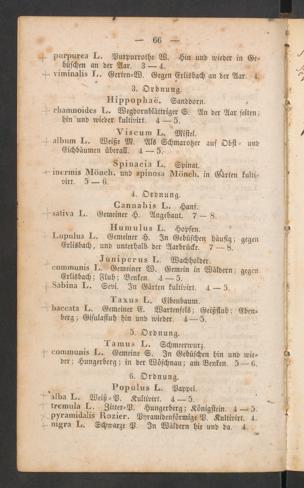 — 66 —
purpurea L. Purpurrothe W. Hin und wieder in Ge-
büschen an der Aar. 3—4.
viminalis L. Gerten-W. Gegen Erlisbach an der Aar. 4.
3. Ordnung.
Hippophaë. Sanddorn.
rhamnoides L. Wegdornblättriger S. An der Aar selten;
hin und wieder kultivirt. 4—5.
Viscum L. Mistel.
album L. Weiße M. Als Schmarotzer auf Obst- und
Eichbäumen überall. 4—5.
Spinacia L. Spinat.
inermis Mönch. und spinosa Mönch. in Gärten kulti-
virt. 5—6.
4. Ordnung.
Cannabis L. Hanf.
sativa L. Gemeiner H. Angebaut. 7—8.
Humulus L. Hopfen.
Lupulus L. Gemeiner H. In Gebüschen häufig; gegen
Erlisbach, und unterhalb der Aarbrücke. 7—8.
Juniperus L. Wachholder.
communis L. Gemeiner W. Gemein in Wäldern; gegen
Erlisbach; Fluh; Benken. 4—5.
Sabina L. Sevi. In Gärten kultivirt. 4—5.
Taxus L. Eibenbaum.
baccata L. Gemeiner E. Wartenfels; Geißfluh; Eben-
berg; Gisulafluh hin und wieder. 4—5.
5. Ordnung.
Tamus L. Schmeerwurz.
communis L. Gemeine S. In Gebüschen hin und wie-
der; Hungerberg; in der Wöschnau; am Benken. 5—6.
6. Ordnung.
Populus L. Pappel.
alba L. Weiß-P. Kultivirt. 4—5.
tremula L. Zitter-P. Hungerberg; Königstein. 4—5.
pyramidalis Rozier. Pyramidenförmige P. Kultivirt. 4.
nigra L. Schwarze P. In Wäldern hie und da. 4.